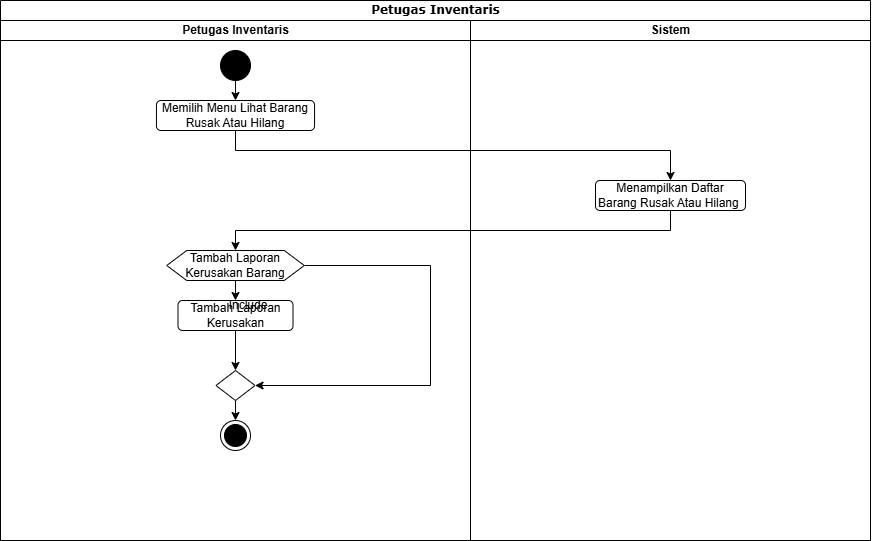 Petugas Inventaris
Petugas Inventaris
Sistem
Memilih Menu Lihat Barang
Rusak Atau Hilang
Menampilkan Daftar
Barang Rusak Atau Hilang
Tambah Laporan
Kerusakan Barang
Include
Tambah Laporan
Kerusakan